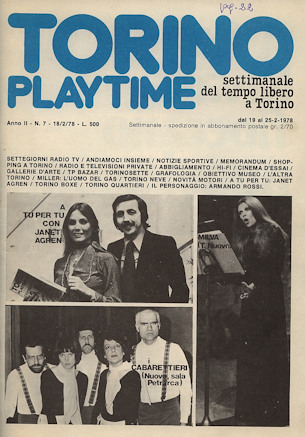 pg. 22
TORINO
PLAYTIME
settimanale
del tempo libero
a Torino
Anno II - N. 7 - 18/2/78 - L. 500
dal 19 al 25-2-1978
Settimanale - spedizione in abbonamento postale gr. 2/70
SETTEGIORNI RADIO TV / ANDIAMOCI INSIEME / NOTIZIE SPORTIVE / MEMORANDUM / SHOP-
PING A TORINO / RADIO E TELEVISIONI PRIVATE / ABBIGLIAMENTO / HI-FI / CINEMA D'ESSAI /
GALLERIE D'ARTE / TP BAZAR / TORINOSETTE / GRAFOLOGIA / OBIETTIVO MUSEO / L'ALTRA
TORINO / MILLER: L'UOMO DEL GAS / TORINO NEVE / NOVITÀ MOTORI / A TU PER TU: JANET
AGREN / TORINO BOXE / TORINO QUARTIERI / IL PERSONAGGIO: ARMANDO ROSSI.
A
TU PER TU
CON
JANET
AGREN
MILVA
(T. Nuovo)
CABARETTIERI
(Nuovo, sala
Petrarca)